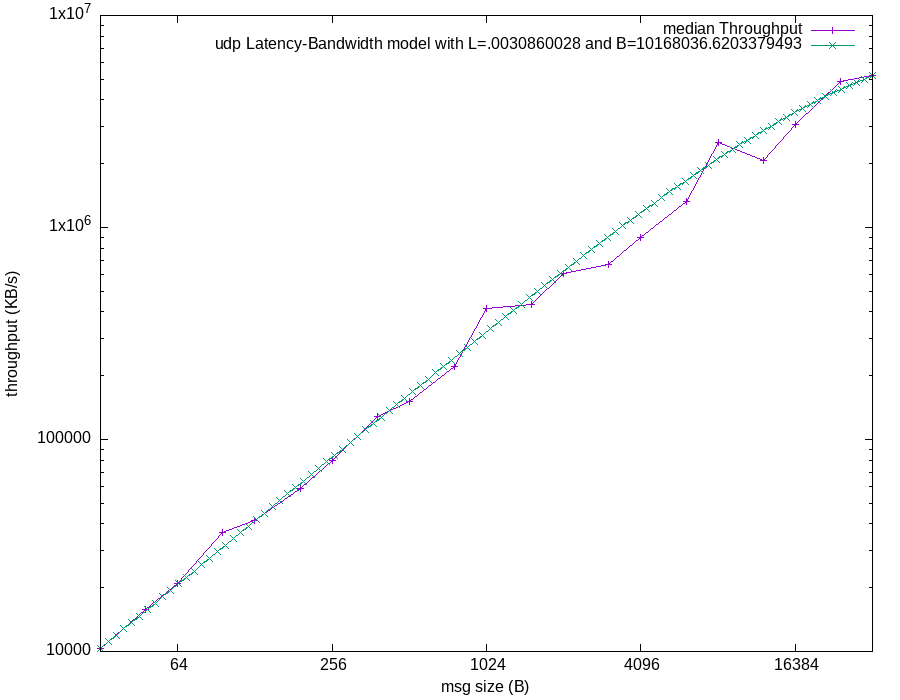 1x10^7
median Throughput
udp Latency-Bandwidth model with L=.0030860028 and B=10168036.6203379493
1x10^6
throughput (KB/s)
100000
10000
64 256 1024 4096 16384
msg size (B)